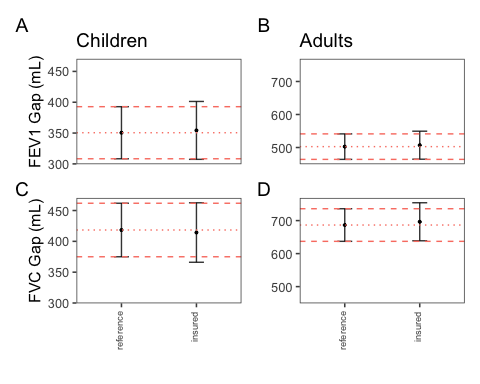 A
B
Children
Adults
FEV1 Gap (mL)
450
400
350
300
700
600
500
C
D
FVC Gap (mL)
450
400
350
300
700
600
500
reference
insured
reference
insured